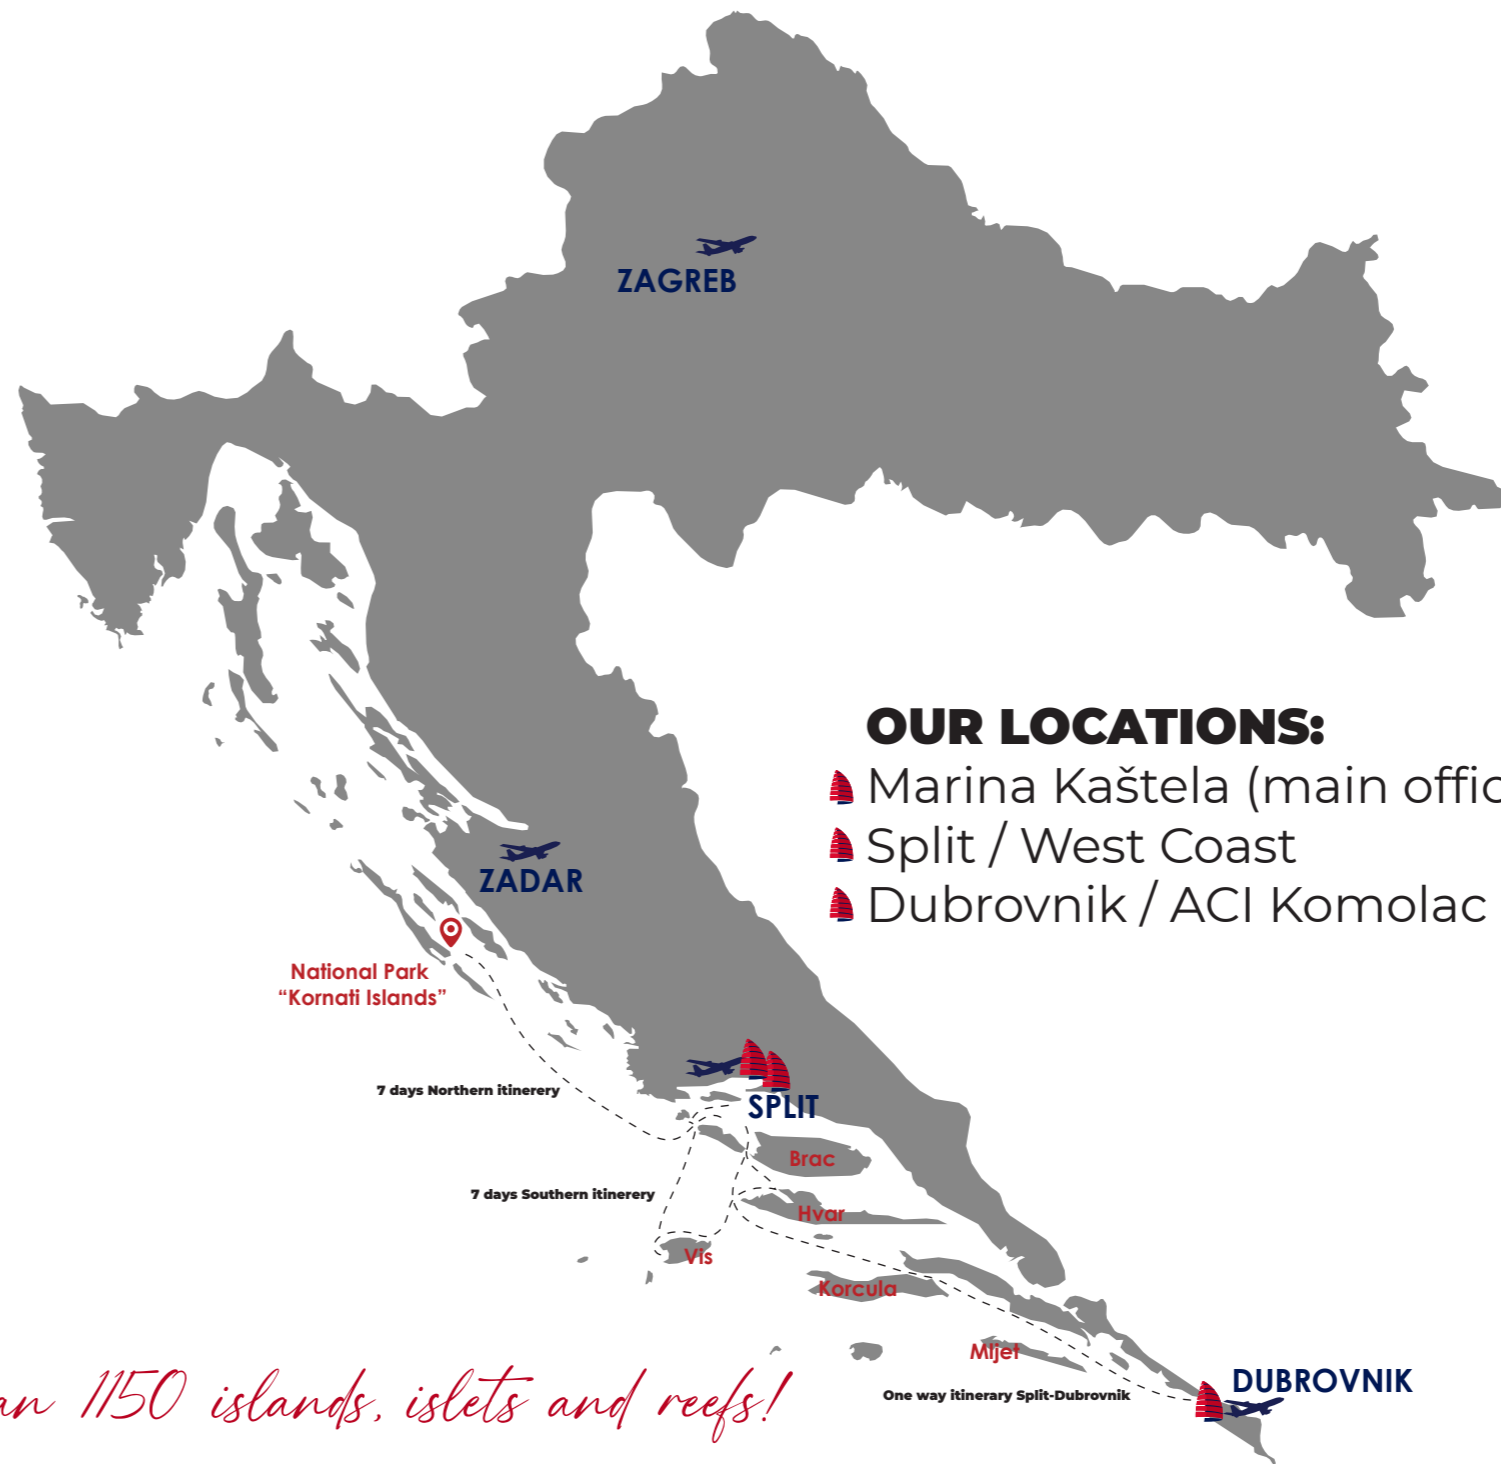 ZAGREB
OUR LOCATIONS:
Marina Kaštela (main offic
Split / West Coast
Dubrovnik / ACI Komolac
ZADAR
National Park
“Kornati Islands”
7 days Northern itinerery
SPLIT
Brac
7 days Southern itinerery
Hvar
Vis
Korcula
Mljet
DUBROVNIK
One way itinerary Split-Dubrovnik
an 1150 islands, islets and reefs!